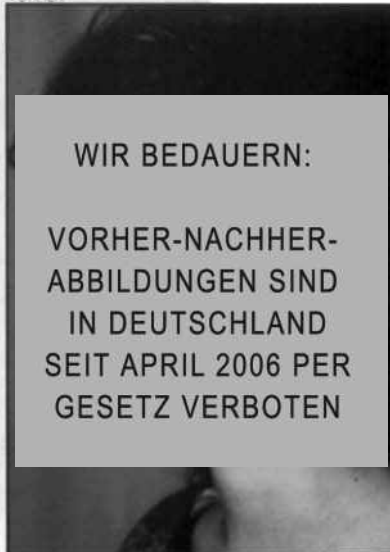 WIR BEDAUERN:
VORHER-NACHHER-
ABBILDUNGEN SIND
IN DEUTSCHLAND
SEIT APRIL 2006 PER
GESETZ VERBOTEN